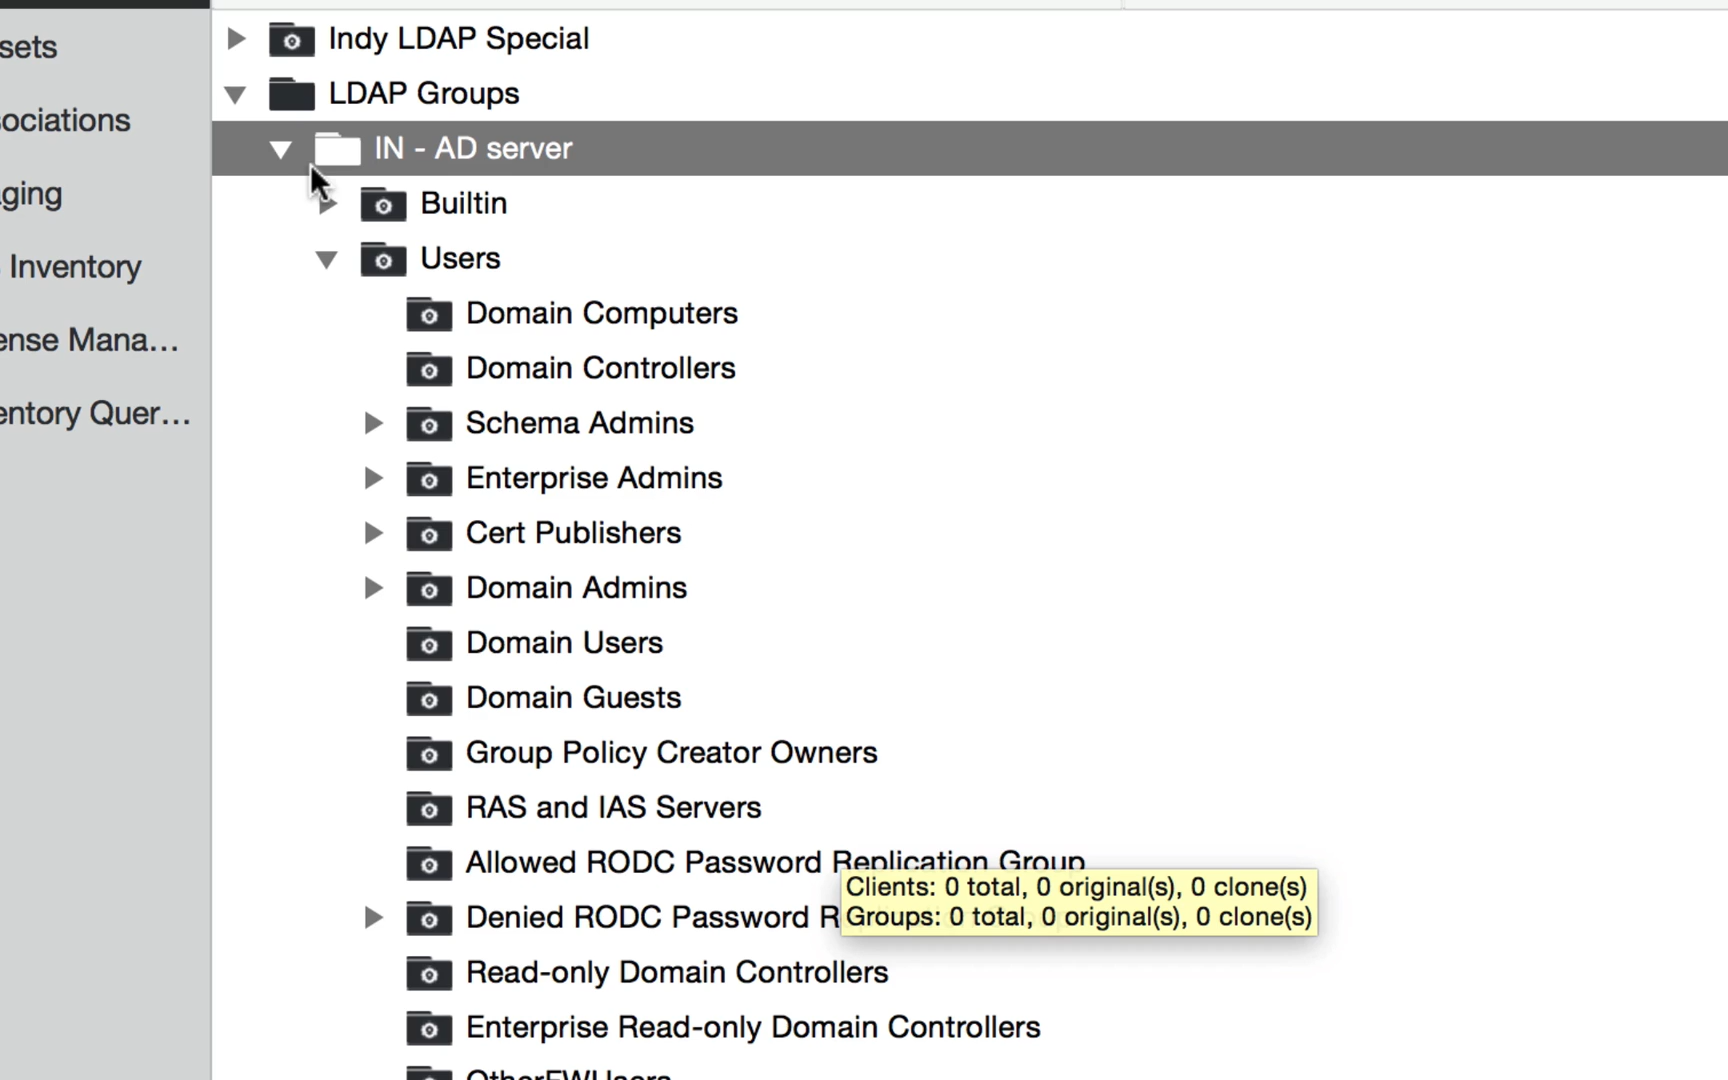 sets
ociations
ging
Inventory
ense Mana...
entory Quer...
Indy LDAP Special
LDAP Groups
IN - AD server
Builtin
Users
Domain Computers
Domain Controllers
Schema Admins
Enterprise Admins
Cert Publishers
Domain Admins
Domain Users
Domain Guests
Group Policy Creator Owners
RAS and IAS Servers
Allowed RODC Password Replication Group
Clients: 0 total, 0 original(s), 0 clone(s)
Groups: 0 total, 0 original(s), 0 clone(s)
Denied RODC Password R
Read-only Domain Controllers
Enterprise Read-only Domain Controllers
OtherFWUsers